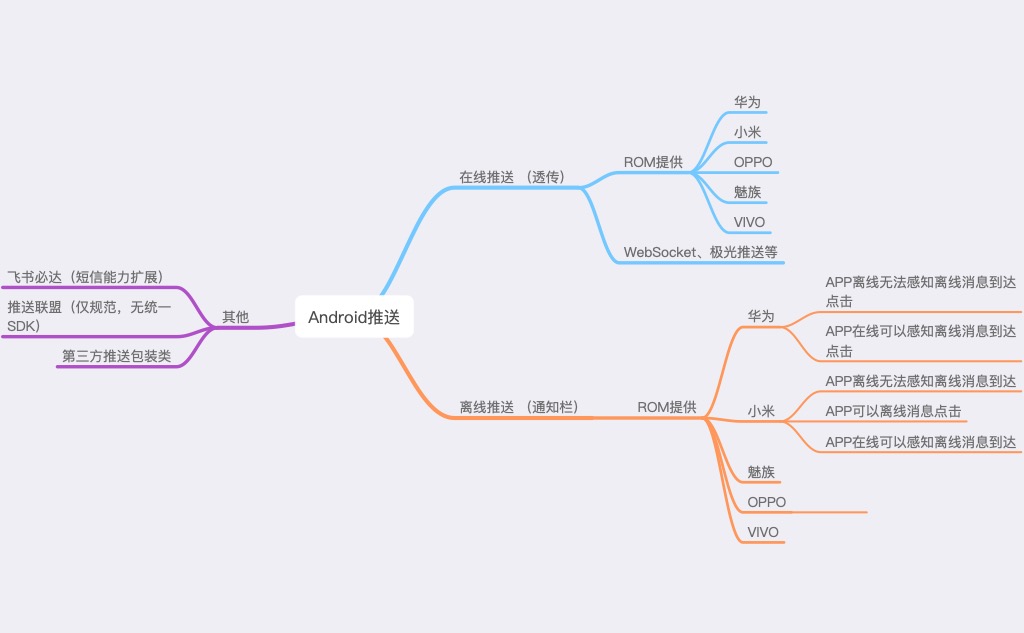 Android推送
在线推送 （透传）
ROM提供
华为
小米
OPPO
魅族
VIVO
WebSocket、极光推送等
离线推送 （通知栏）
ROM提供
华为
APP离线无法感知离线消息到达
点击
APP在线可以感知离线消息到达
点击
小米
APP离线无法感知离线消息到达
APP可以离线消息点击
APP在线可以感知离线消息到达
魅族
OPPO
VIVO
其他
飞书必达（短信能力扩展）
推送联盟（仅规范，无统一
SDK）
第三方推送包装类